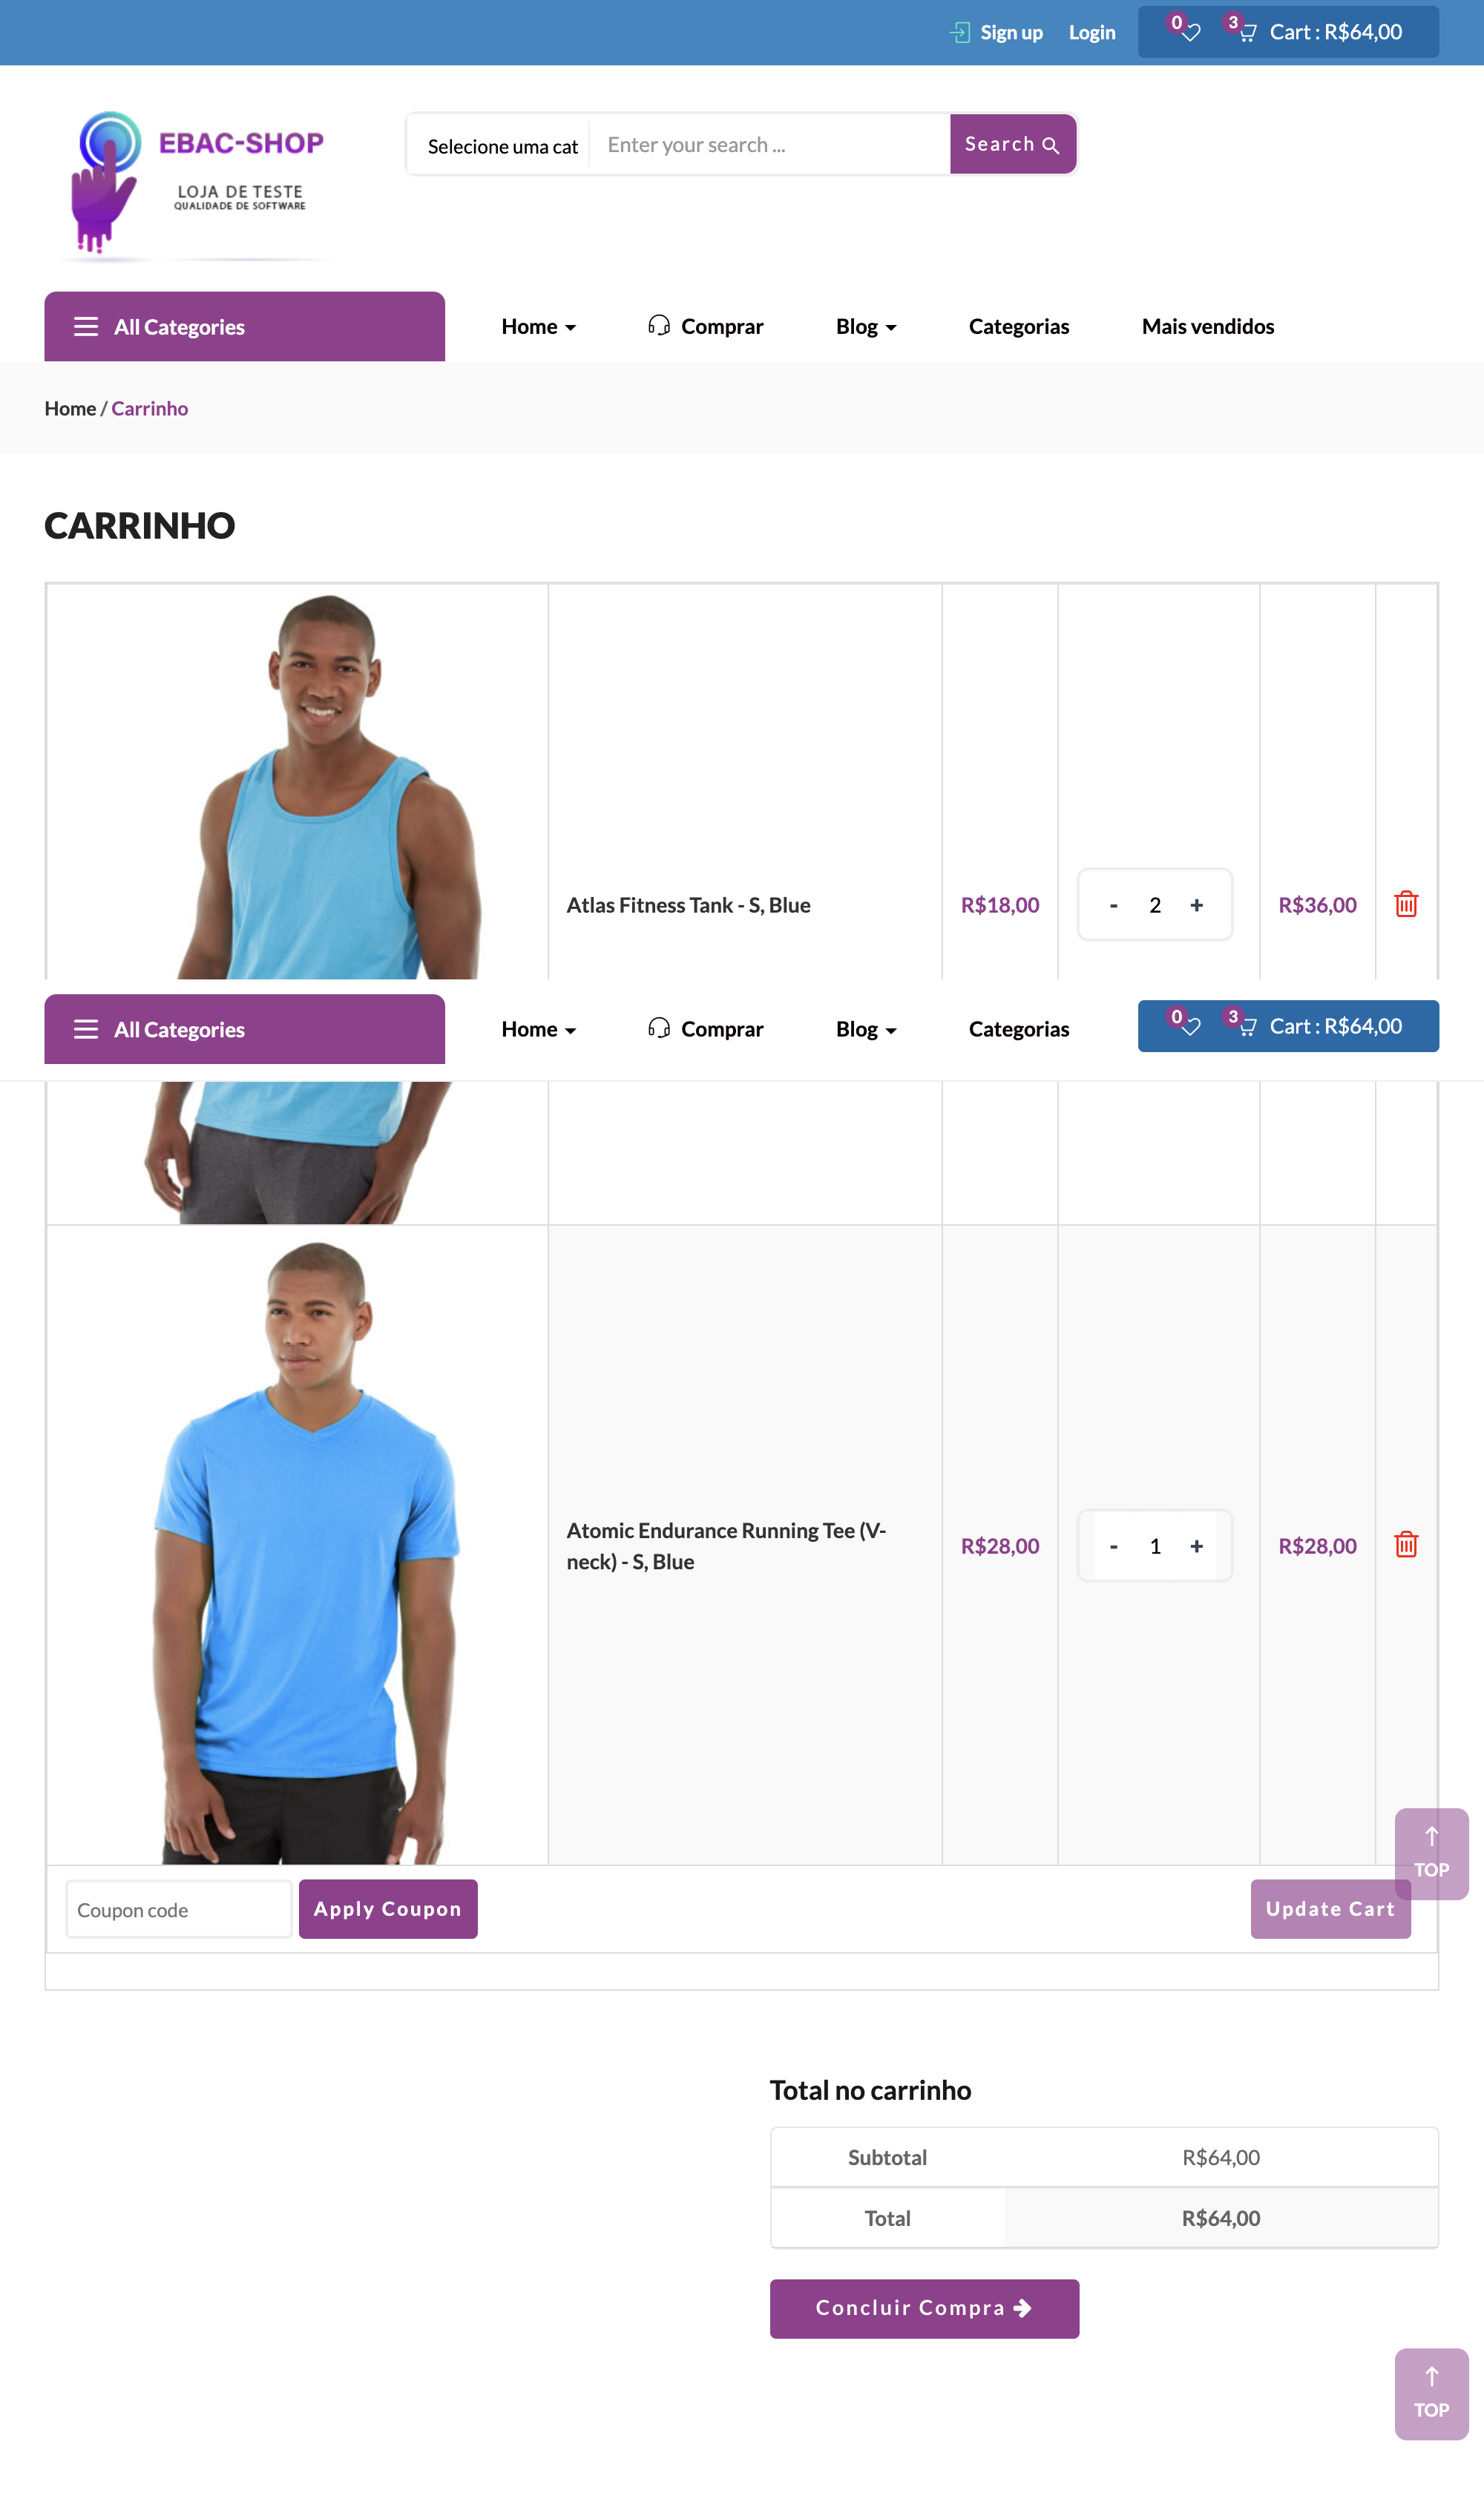 Sign up
Login
0
3
Cart : R$64,00
EBAC-SHOP
LOJA DE TESTE
QUALIDADE DE SOFTWARE
Selecione uma cat
Enter your search ...
Search
All Categories
Home
Comprar
Blog
Categorias
Mais vendidos
Home / Carrinho
CARRINHO
Atlas Fitness Tank - S, Blue
R$18,00
- 2 +
R$36,00
All Categories
Home
Comprar
Blog
Categorias
0
3
Cart : R$64,00
Atomic Endurance Running Tee (V-
neck) - S, Blue
R$28,00
- 1 +
R$28,00
TOP
Coupon code
Apply Coupon
Update Cart
Total no carrinho
Subtotal
R$64,00
Total
R$64,00
Concluir Compra
TOP